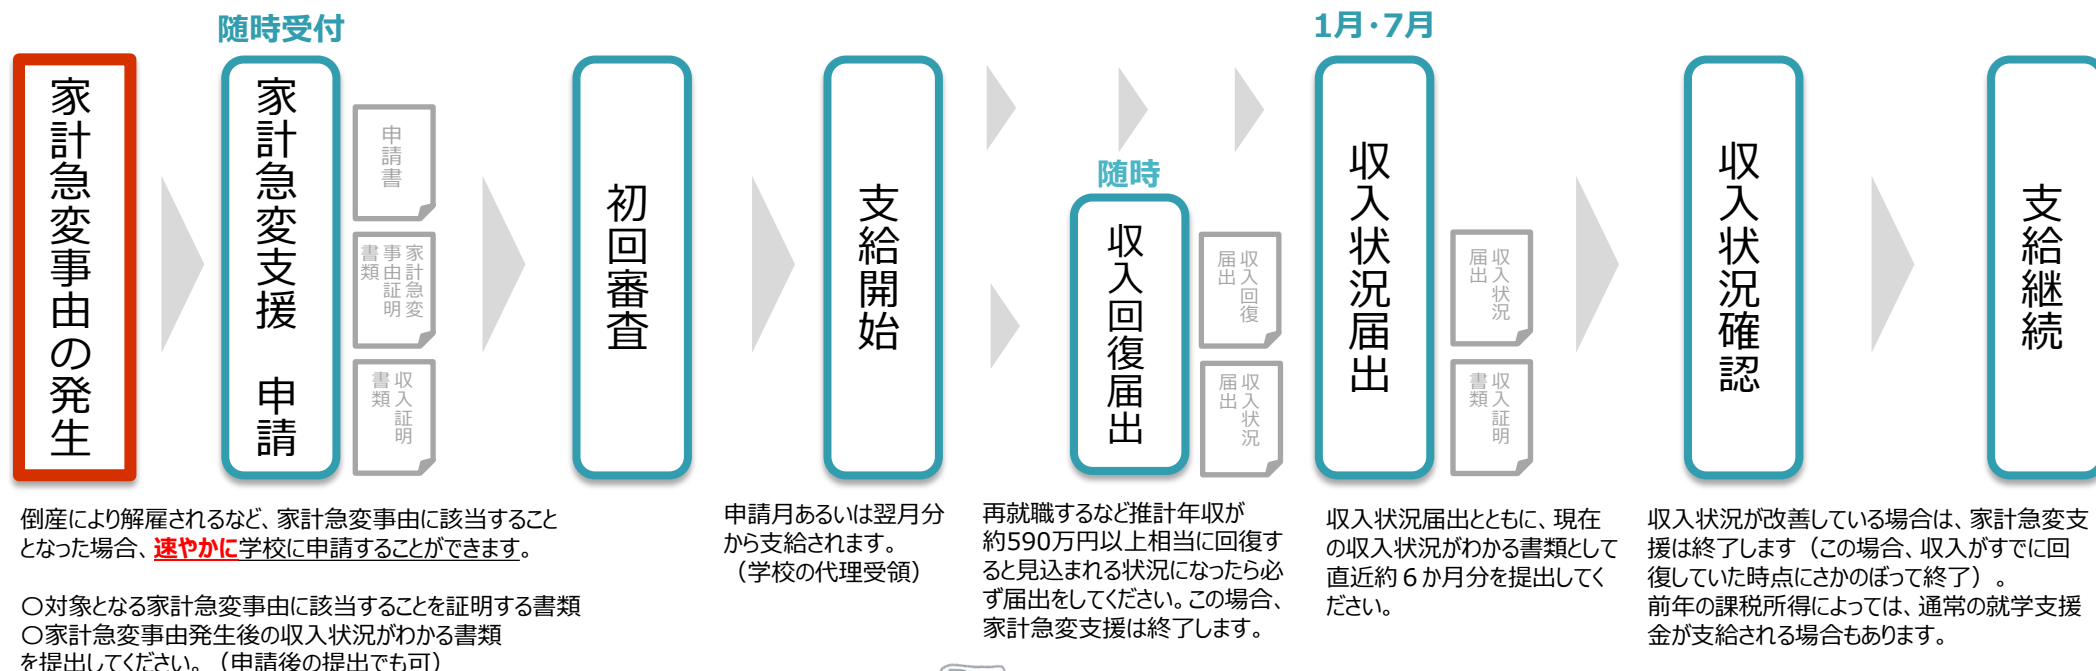 随時受付
1月・7月
家計急変事由の発生
家計急変支援　申請
申請書
家計急変
事由証明
書類
収入証明
書類
初回審査
支給開始
随時
収入回復届出
収入回復
届出
収入状況
届出
収入状況届出
収入状況
届出
収入証明
書類
収入状況確認
支給継続
倒産により解雇されるなど、家計急変事由に該当すること
となった場合、速やかに学校に申請することができます。
〇対象となる家計急変事由に該当することを証明する書類
〇家計急変事由発生後の収入状況がわかる書類
を提出してください。（申請後の提出でも可）
申請月あるいは翌月分
から支給されます。
（学校の代理受領）
再就職するなど推計年収が
約590万円以上相当に回復す
ると見込まれる状況になったら必
ず届出をしてください。この場合、
家計急変支援は終了します。
収入状況届出とともに、現在
の収入状況がわかる書類として
直近約６か月分を提出してく
ださい。
収入状況が改善している場合は、家計急変支
援は終了します（この場合、収入がすでに回
復していた時点にさかのぼって終了）。
前年の課税所得によっては、通常の就学支援
金が支給される場合もあります。